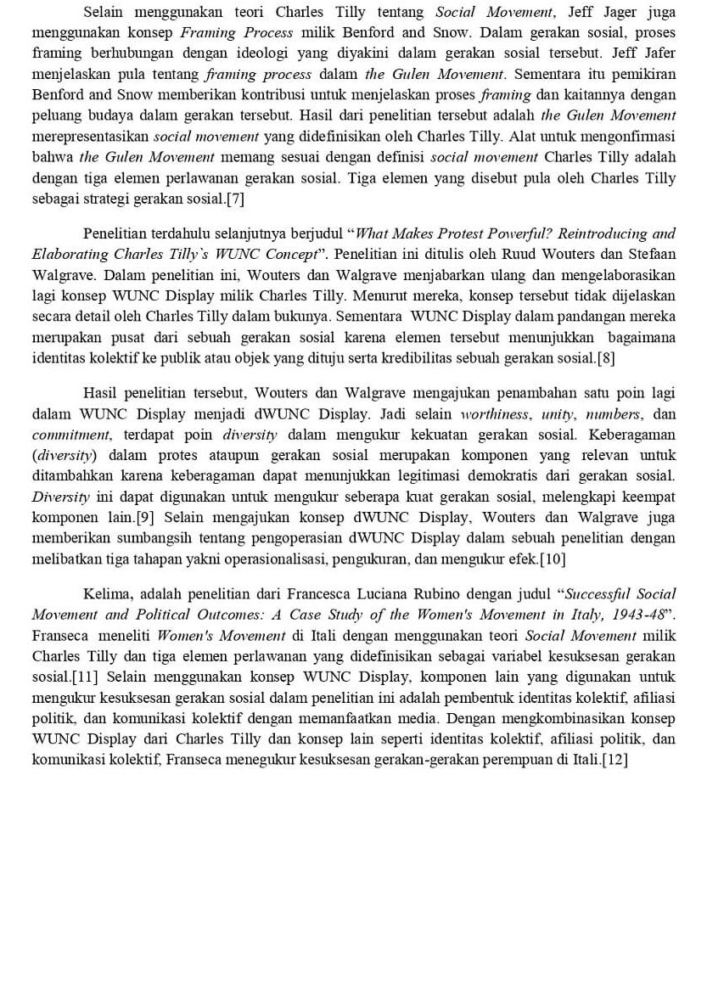 Selain menggunakan teori Charles Tilly tentang Social Movement, Jeff Jager juga
menggunakan konsep Framing Process milik Benford and Snow. Dalam gerakan sosial, proses
framing berhubungan dengan ideologi yang diyakini dalam gerakan sosial tersebut. Jeff Jafer
menjelaskan pula tentang framing process dalam the Gulen Movement. Sementara itu pemikiran
Benford and Snow memberikan kontribusi untuk menjelaskan proses framing dan kaitannya dengan
peluang budaya dalam gerakan tersebut. Hasil dari penelitian tersebut adalah the Gulen Movement
merepresentasikan social movement yang didefinisikan oleh Charles Tilly. Alat untuk mengonfirmasi
bahwa the Gulen Movement memang sesuai dengan definisi social movement Charles Tilly adalah
dengan tiga elemen perlawanan gerakan sosial. Tiga elemen yang disebut pula oleh Charles Tilly
sebagai strategi gerakan sosial.[7]
Penelitian terdahulu selanjutnya berjudul “What Makes Protest Powerful? Reintroducing and
Elaborating Charles Tilly`s WUNC Concept”. Penelitian ini ditulis oleh Ruud Wouters dan Stefaan
Walgrave. Dalam penelitian ini, Wouters dan Walgrave menjabarkan ulang dan mengelaborasikan
lagi konsep WUNC Display milik Charles Tilly. Menurut mereka, konsep tersebut tidak dijelaskan
secara detail oleh Charles Tilly dalam bukunya. Sementara WUNC Display dalam pandangan mereka
merupakan pusat dari sebuah gerakan sosial karena elemen tersebut menunjukkan bagaimana
identitas kolektif ke publik atau objek yang dituju serta kredibilitas sebuah gerakan sosial.[8]
Hasil penelitian tersebut, Wouters dan Walgrave mengajukan penambahan satu poin lagi
dalam WUNC Display menjadi dWUNC Display. Jadi selain worthiness, unity, numbers, dan
commitment, terdapat poin diversity dalam mengukur kekuatan gerakan sosial. Keberagaman
(diversity) dalam protes ataupun gerakan sosial merupakan komponen yang relevan untuk
ditambahkan karena keberagaman dapat menunjukkan legitimasi demokratis dari gerakan sosial.
Diversity ini dapat digunakan untuk mengukur seberapa kuat gerakan sosial, melengkapi keempat
komponen lain.[9] Selain mengajukan konsep dWUNC Display, Wouters dan Walgrave juga
memberikan sumbangsih tentang pengoperasian dWUNC Display dalam sebuah penelitian dengan
melibatkan tiga tahapan yakni operasionalisasi, pengukuran, dan mengukur efek.[10]
Kelima, adalah penelitian dari Francesca Luciana Rubino dengan judul “Successful Social
Movement and Political Outcomes: A Case Study of the Women's Movement in Italy, 1943-48”.
Franseca meneliti Women's Movement di Itali dengan menggunakan teori Social Movement milik
Charles Tilly dan tiga elemen perlawanan yang didefinisikan sebagai variabel kesuksesan gerakan
sosial.[11] Selain menggunakan konsep WUNC Display, komponen lain yang digunakan untuk
mengukur kesuksesan gerakan sosial dalam penelitian ini adalah pembentuk identitas kolektif, afiliasi
politik, dan komunikasi kolektif dengan memanfaatkan media. Dengan mengkombinasikan konsep
WUNC Display dari Charles Tilly dan konsep lain seperti identitas kolektif, afiliasi politik, dan
komunikasi kolektif, Franseca menegukur kesuksesan gerakan-gerakan perempuan di Itali.[12]